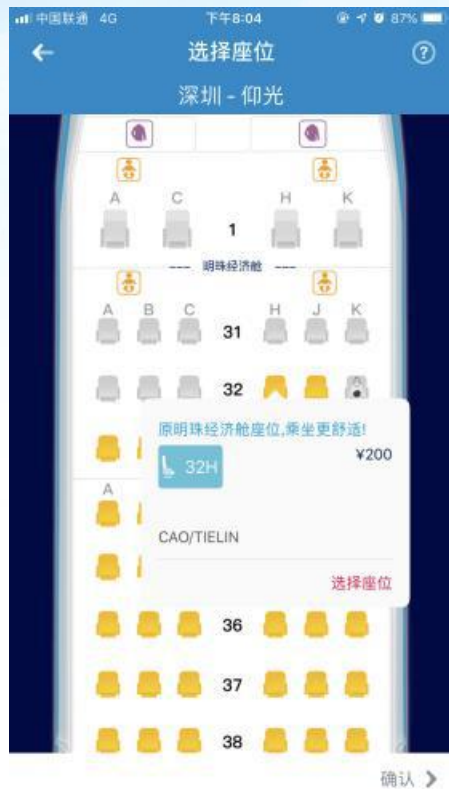 中国联通 4G 下午8:04 87%
选择座位
深圳 - 仰光
A C H K
1
--- 明珠经济舱 ---
A B C H J K
31
32
原明珠经济舱座位,乘坐更舒适!
32H ¥200
A
CAO/TIELIN
选择座位
36
37
38
确认